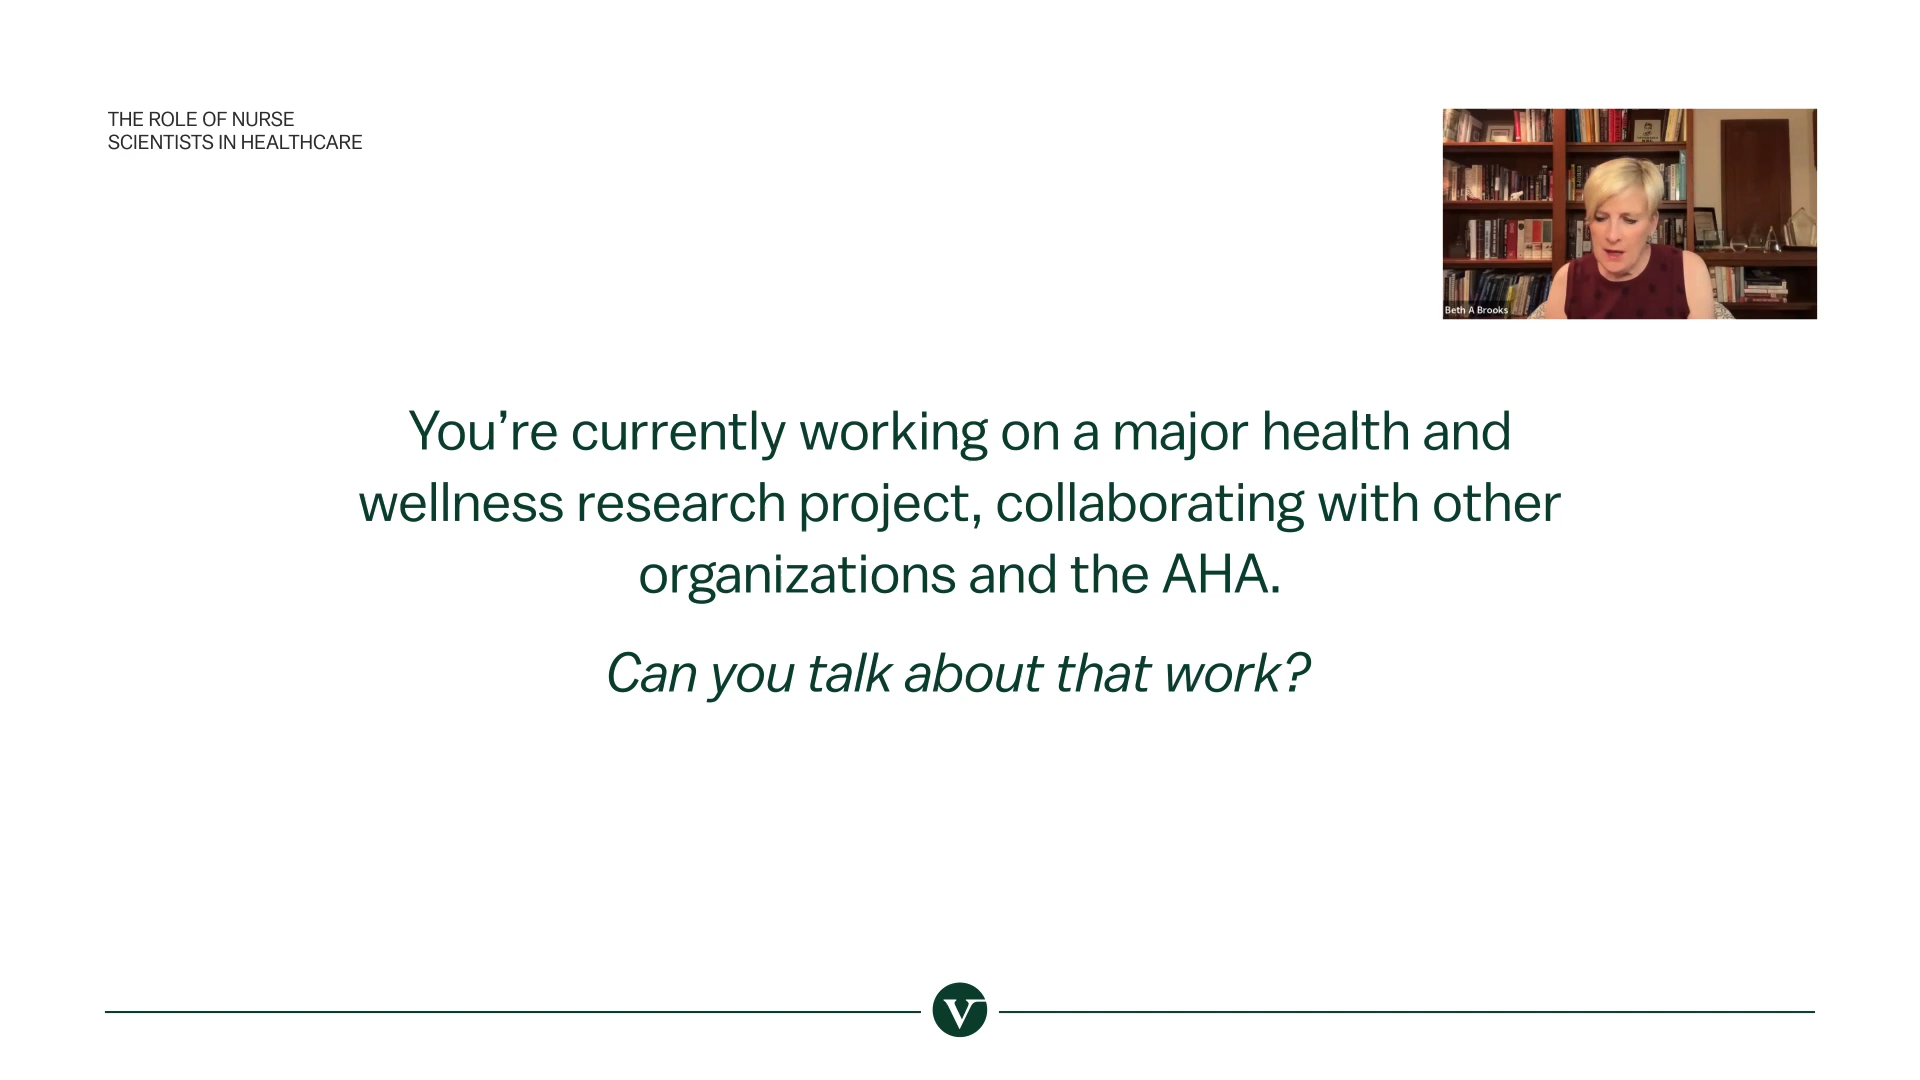 THE ROLE OF NURSE
SCIENTISTS IN HEALTHCARE
Beth A Brooks
You’re currently working on a major health and
wellness research project, collaborating with other
organizations and the AHA.
Can you talk about that work?
V